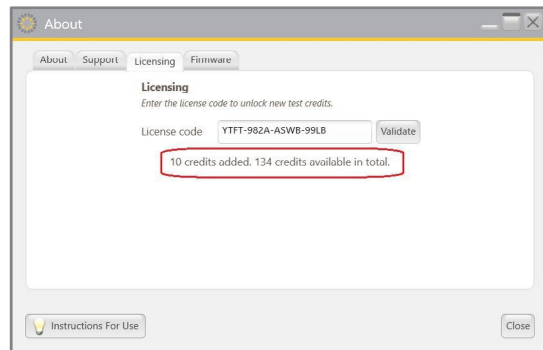 About
About Support Licensing Firmware
Licensing
Enter the license code to unlock new test credits.
License code YTFT-982A-ASWB-99LB Validate
10 credits added. 134 credits available in total.
Instructions For Use Close